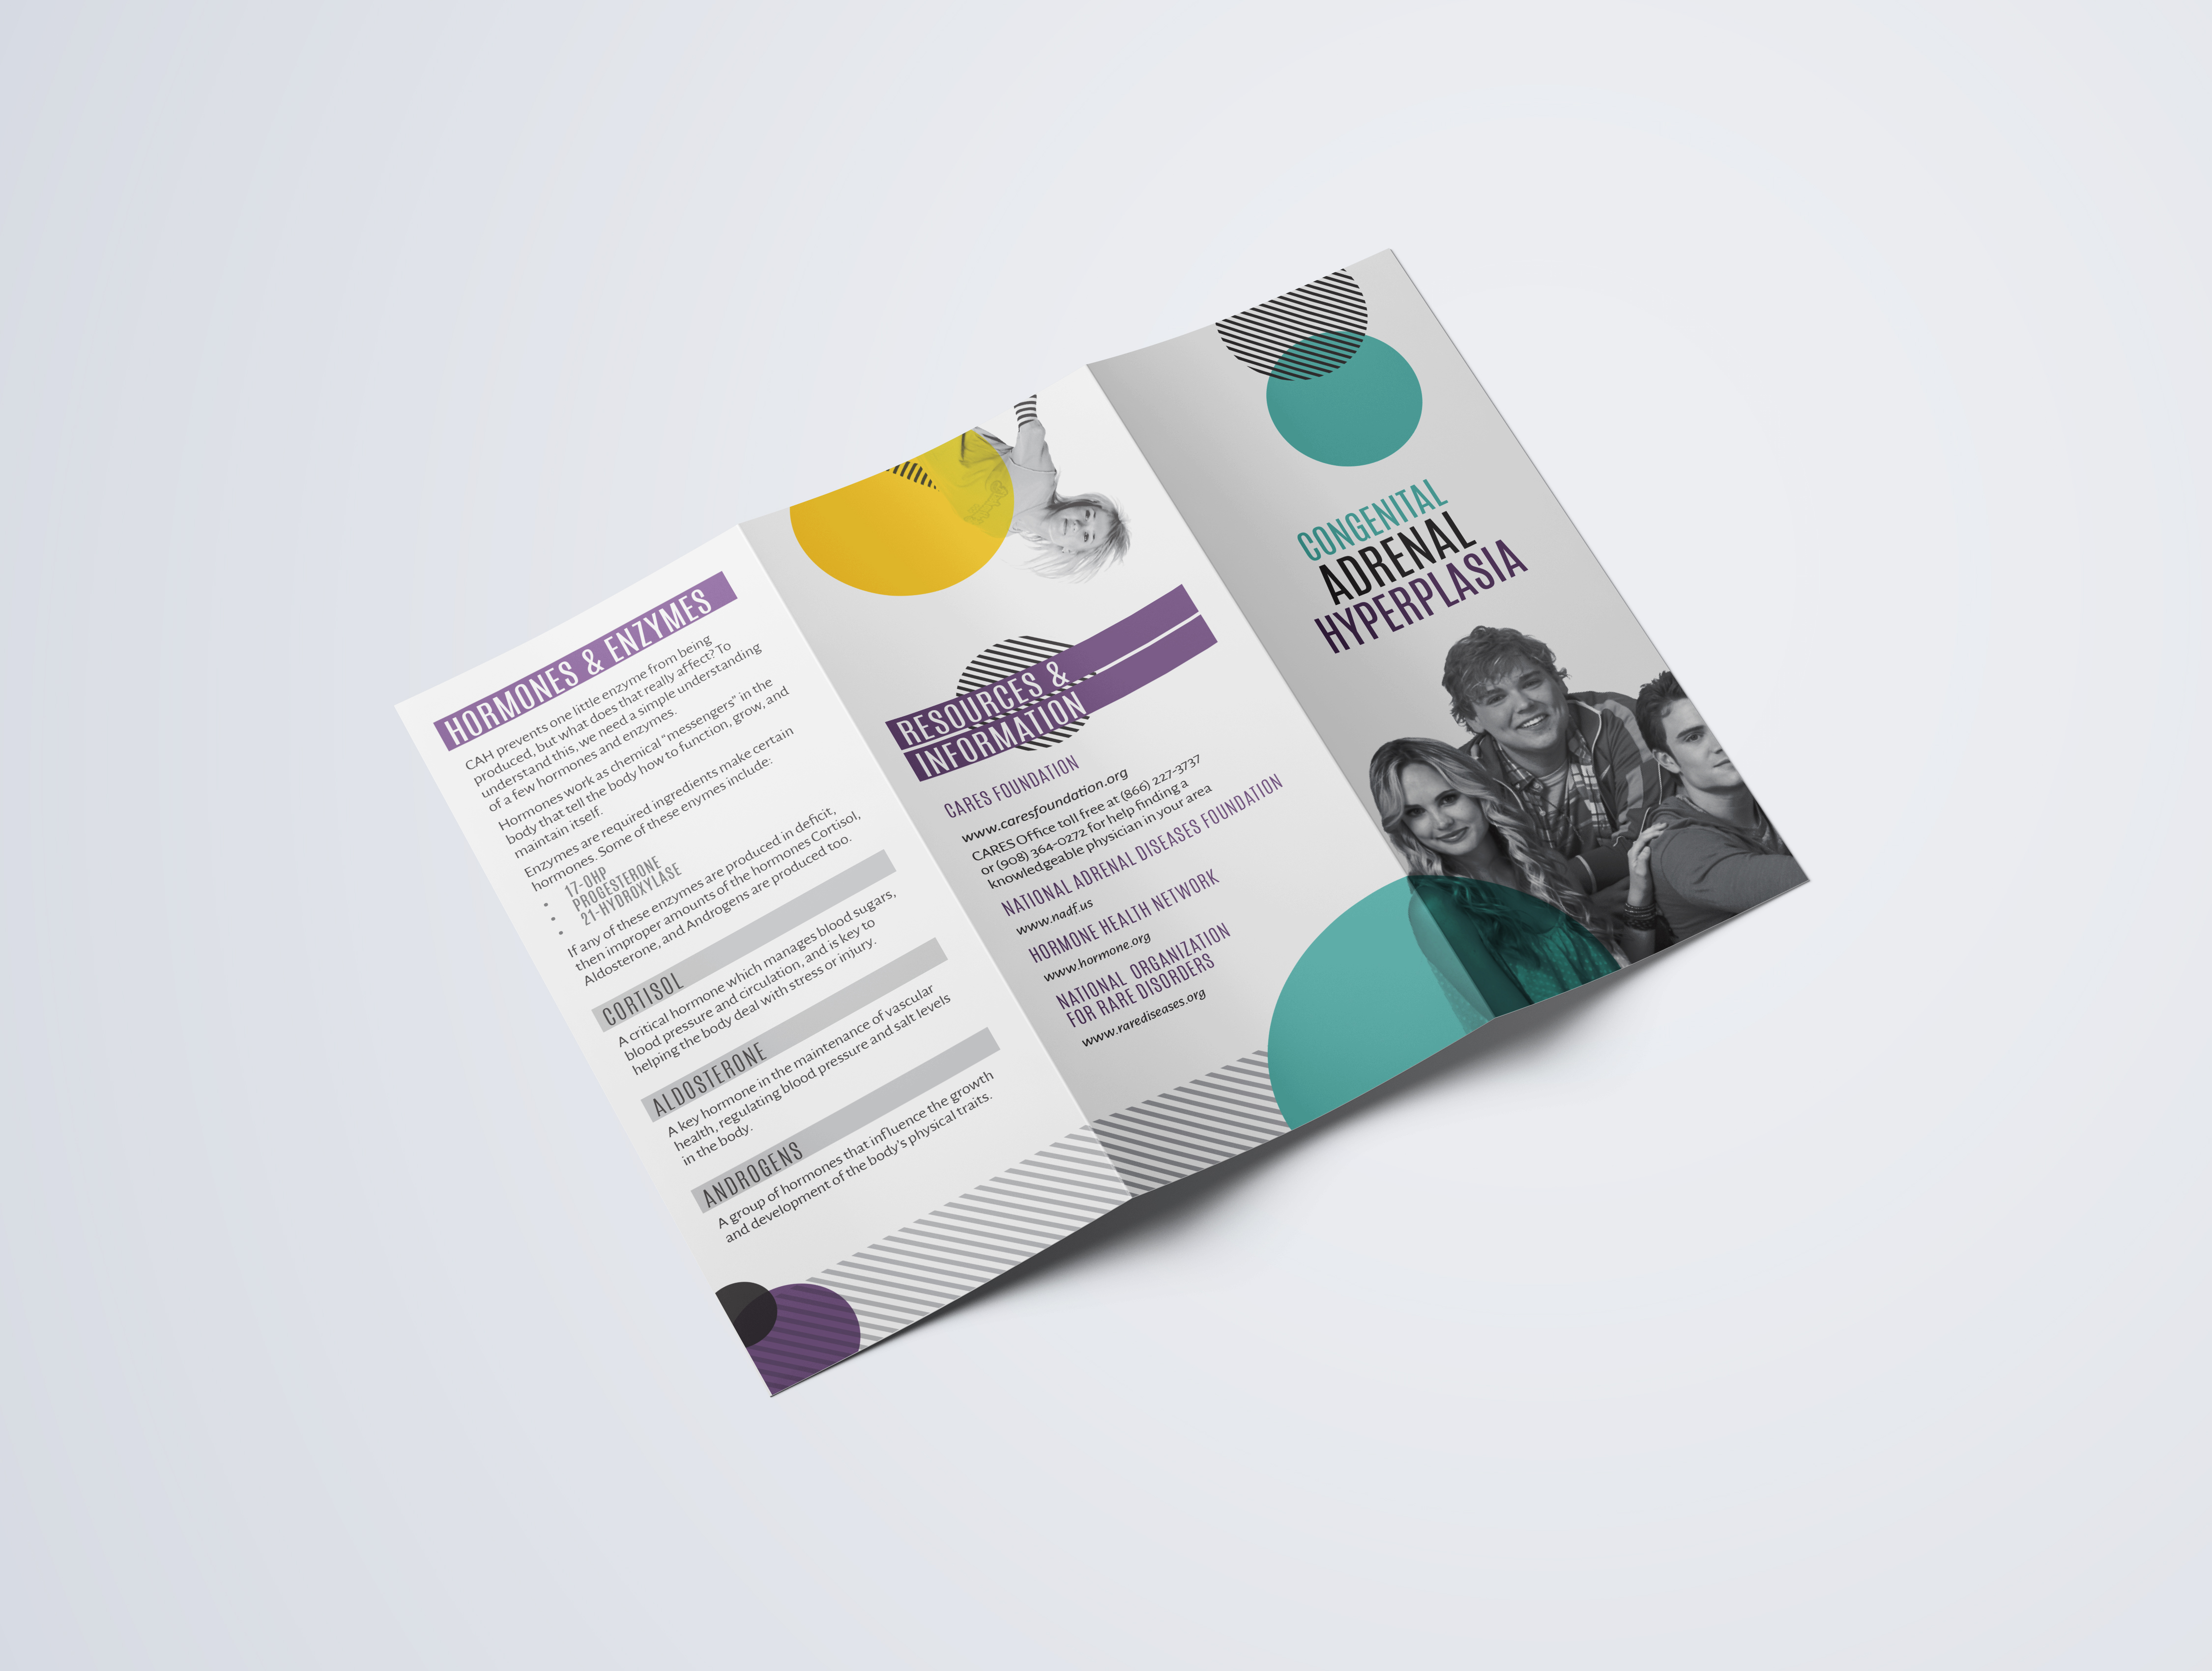 HORMONES & ENZYMES
CAH prevents one little enzyme from being
produced, but what does that really affect? To
understand this, we need a simple understanding
of a few hormones and enzymes.
Hormones work as chemical "messengers" in the
body that tell the body how to function, grow, and
maintain itself.
Enzymes are required ingredients make certain
hormones. Some of these enzymes include:
• 17-OHP
• PROGESTERONE
• 21-HYDROXYLASE
If any of these enzymes are produced in deficit,
then improper amounts of the hormones Cortisol,
Aldosterone, and Androgens are produced too.
CORTISOL
A critical hormone which manages blood sugars,
blood pressure and circulation, and is key to
helping the body deal with stress or injury.
ALDOSTERONE
A key hormone in the maintenance of vascular
health, regulating blood pressure and salt levels
in the body.
ANDROGENS
A group of hormones that influence the growth
and development of the body's physical traits.
RESOURCES &
INFORMATION
CARES FOUNDATION
www.caresfoundation.org
CARES Office toll free at (866) 227-3737
or (908) 364-0272 for help finding a
knowledgeable physician in your area
NATIONAL ADRENAL DISEASES FOUNDATION
www.nadf.us
HORMONE HEALTH NETWORK
www.hormone.org
NATIONAL ORGANIZATION
FOR RARE DISORDERS
www.rarediseases.org
CONGENITAL
ADRENAL
HYPERPLASIA